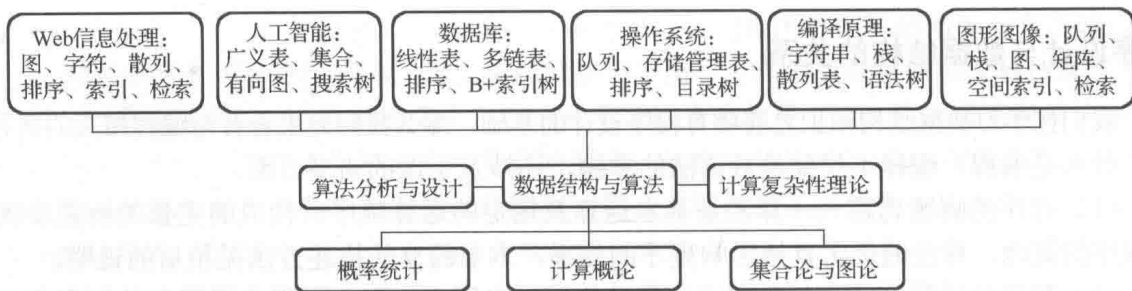 Web信息处理：
图、字符、散列、
排序、索引、检索
人工智能：
广义表、集合、
有向图、搜索树
数据库：
线性表、多链表、
排序、B+索引树
操作系统：
队列、存储管理表、
排序、目录树
编译原理：
字符串、栈、
散列表、语法树
图形图像：队列、
栈、图、矩阵、
空间索引、检索
算法分析与设计
数据结构与算法
计算复杂性理论
概率统计
计算概论
集合论与图论